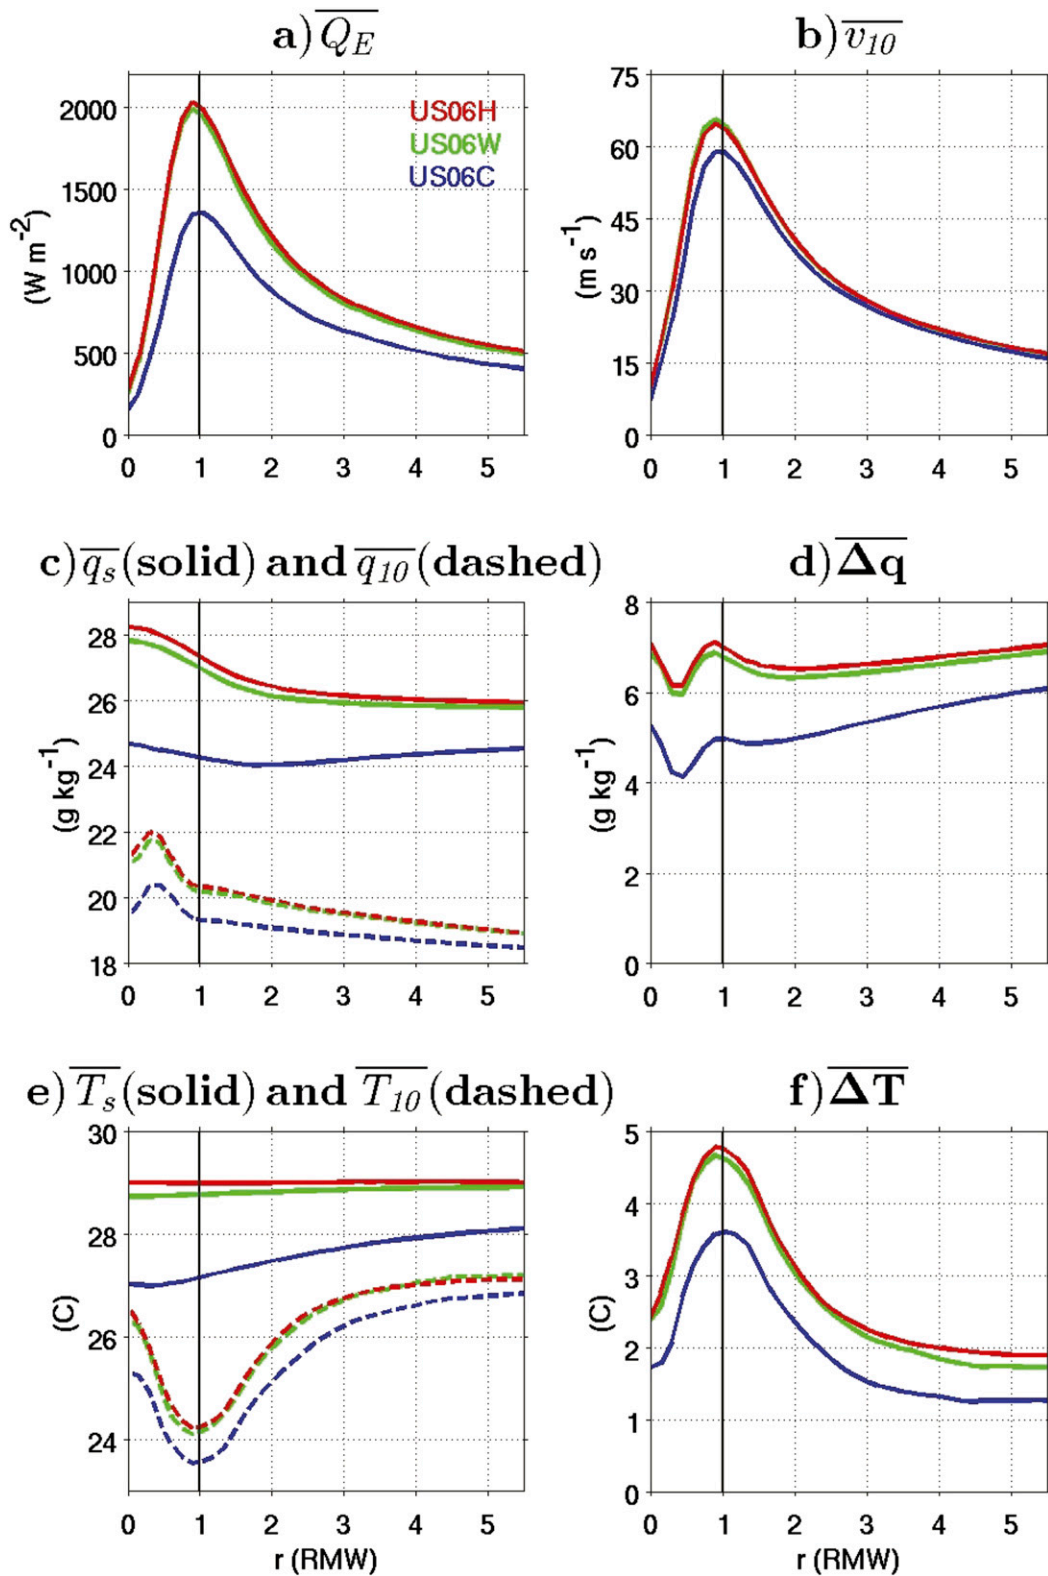 a) Q_E
b) v_10
2000
1500
1000
500
0
(W m-2)
US06H
US06W
US06C
0 1 2 3 4 5
75
60
45
30
15
0
(m s-1)
0 1 2 3 4 5
c) q_s (solid) and q_10 (dashed)
d) Δq
28
26
24
22
20
18
(g kg-1)
0 1 2 3 4 5
8
6
4
2
0
(g kg-1)
0 1 2 3 4 5
e) T_s (solid) and T_10 (dashed)
f) ΔT
30
28
26
24
(C)
0 1 2 3 4 5
r (RMW)
5
4
3
2
1
0
(C)
0 1 2 3 4 5
r (RMW)